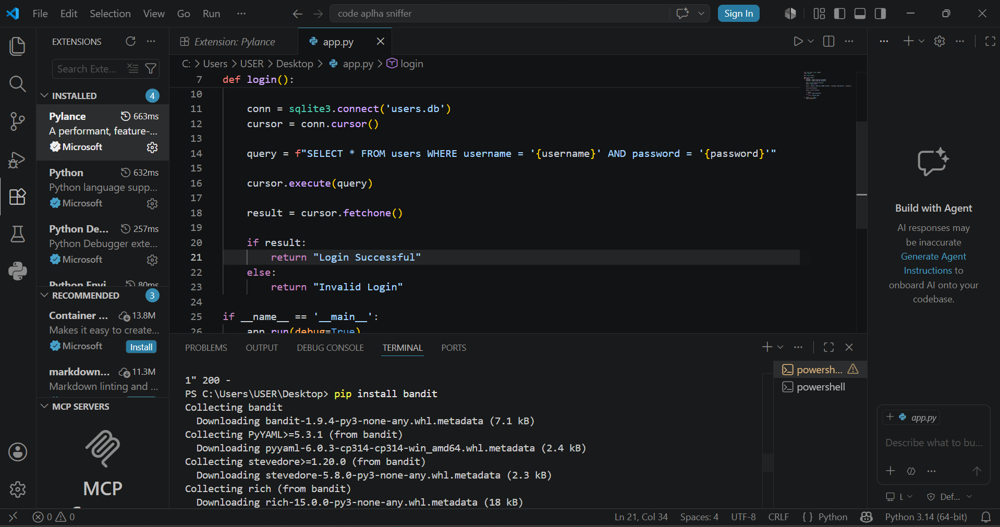 File Edit Selection View Go Run ···
code aplha sniffer
Sign In
EXTENSIONS
Search Exte...
INSTALLED 4
Pylance 663ms
A performant, feature-...
Microsoft
Python 632ms
Python language supp...
Microsoft
Python De... 257ms
Python Debugger exte...
Microsoft
Python Envi... 80ms
RECOMMENDED 3
Container ... 13.8M
Makes it easy to create...
Microsoft Install
markdown... 11.3M
Markdown linting and ...
MCP SERVERS
MCP
Extension: Pylance
app.py
C: > Users > USER > Desktop > app.py > login
7 def login():
10
11 conn = sqlite3.connect('users.db')
12 cursor = conn.cursor()
13
14 query = f"SELECT * FROM users WHERE username = '{username}' AND password = '{password}'"
15
16 cursor.execute(query)
17
18 result = cursor.fetchone()
19
20 if result:
21 return "Login Successful"
22 else:
23 return "Invalid Login"
24
25 if __name__ == '__main__':
26 app.run(debug=True)
PROBLEMS OUTPUT DEBUG CONSOLE TERMINAL PORTS
1" 200 -
PS C:\Users\USER\Desktop> pip install bandit
Collecting bandit
Downloading bandit-1.9.4-py3-none-any.whl.metadata (7.1 kB)
Collecting PyYAML>=5.3.1 (from bandit)
Downloading pyyaml-6.0.3-cp314-cp314-win_amd64.whl.metadata (2.4 kB)
Collecting stevedore>=1.20.0 (from bandit)
Downloading stevedore-5.8.0-py3-none-any.whl.metadata (2.3 kB)
Collecting rich (from bandit)
Downloading rich-15.0.0-py3-none-any.whl.metadata (18 kB)
powersh...
powershell
Build with Agent
AI responses may
be inaccurate
Generate Agent
Instructions to
onboard AI onto your
codebase.
app.py
Describe what to bu...
L
Def...
0 0
Ln 21, Col 34 Spaces: 4 UTF-8 CRLF {} Python Python 3.14 (64-bit)